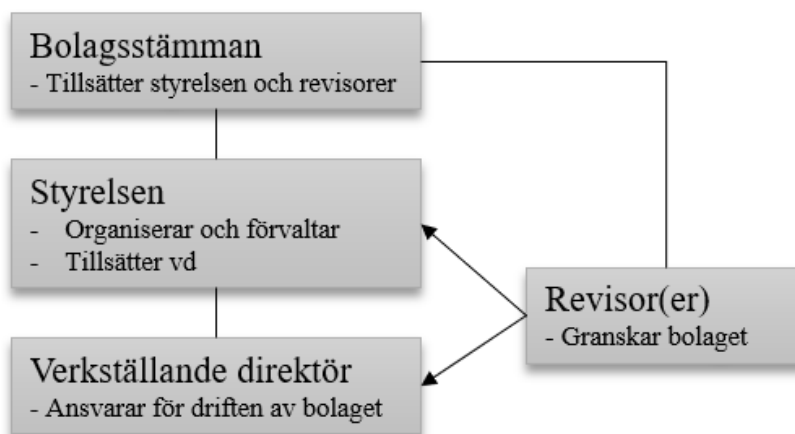 Bolagsstämman
- Tillsätter styrelsen och revisorer
Styrelsen
- Organiserar och förvaltar
- Tillsätter vd
Revisor(er)
- Granskar bolaget
Verkställande direktör
- Ansvarar för driften av bolaget